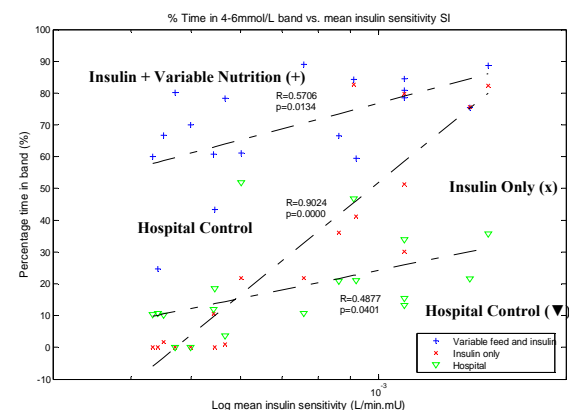 % Time in 4-6mmol/L band vs. mean insulin sensitivity SI
100
90
80
70
60
50
40
30
20
10
0
-10
Percentage time in band (%)
Insulin + Variable Nutrition (+)
R=0.5706
p=0.0134
R=0.9024
p=0.0000
Insulin Only (x)
Hospital Control
R=0.4877
p=0.0401
Hospital Control (▼)
Variable feed and insulin
Insulin only
Hospital
10⁻³
Log mean insulin sensitivity (L/min.mU)